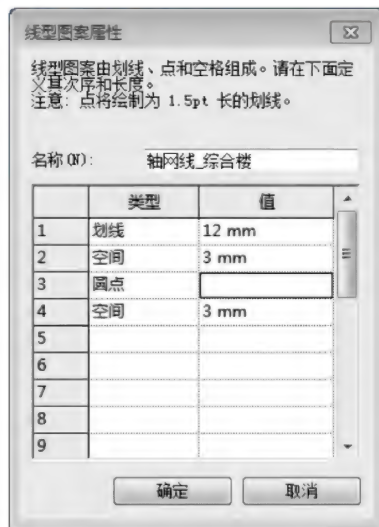 线型图案属性
线型图案由划线、点和空格组成。请在下面定
义其次序和长度。
注意: 点将绘制为 1.5pt 长的划线。
名称(N): 轴网线_综合楼
类型 值
1 划线 12 mm
2 空间 3 mm
3 圆点
4 空间 3 mm
5
6
7
8
9
确定 取消